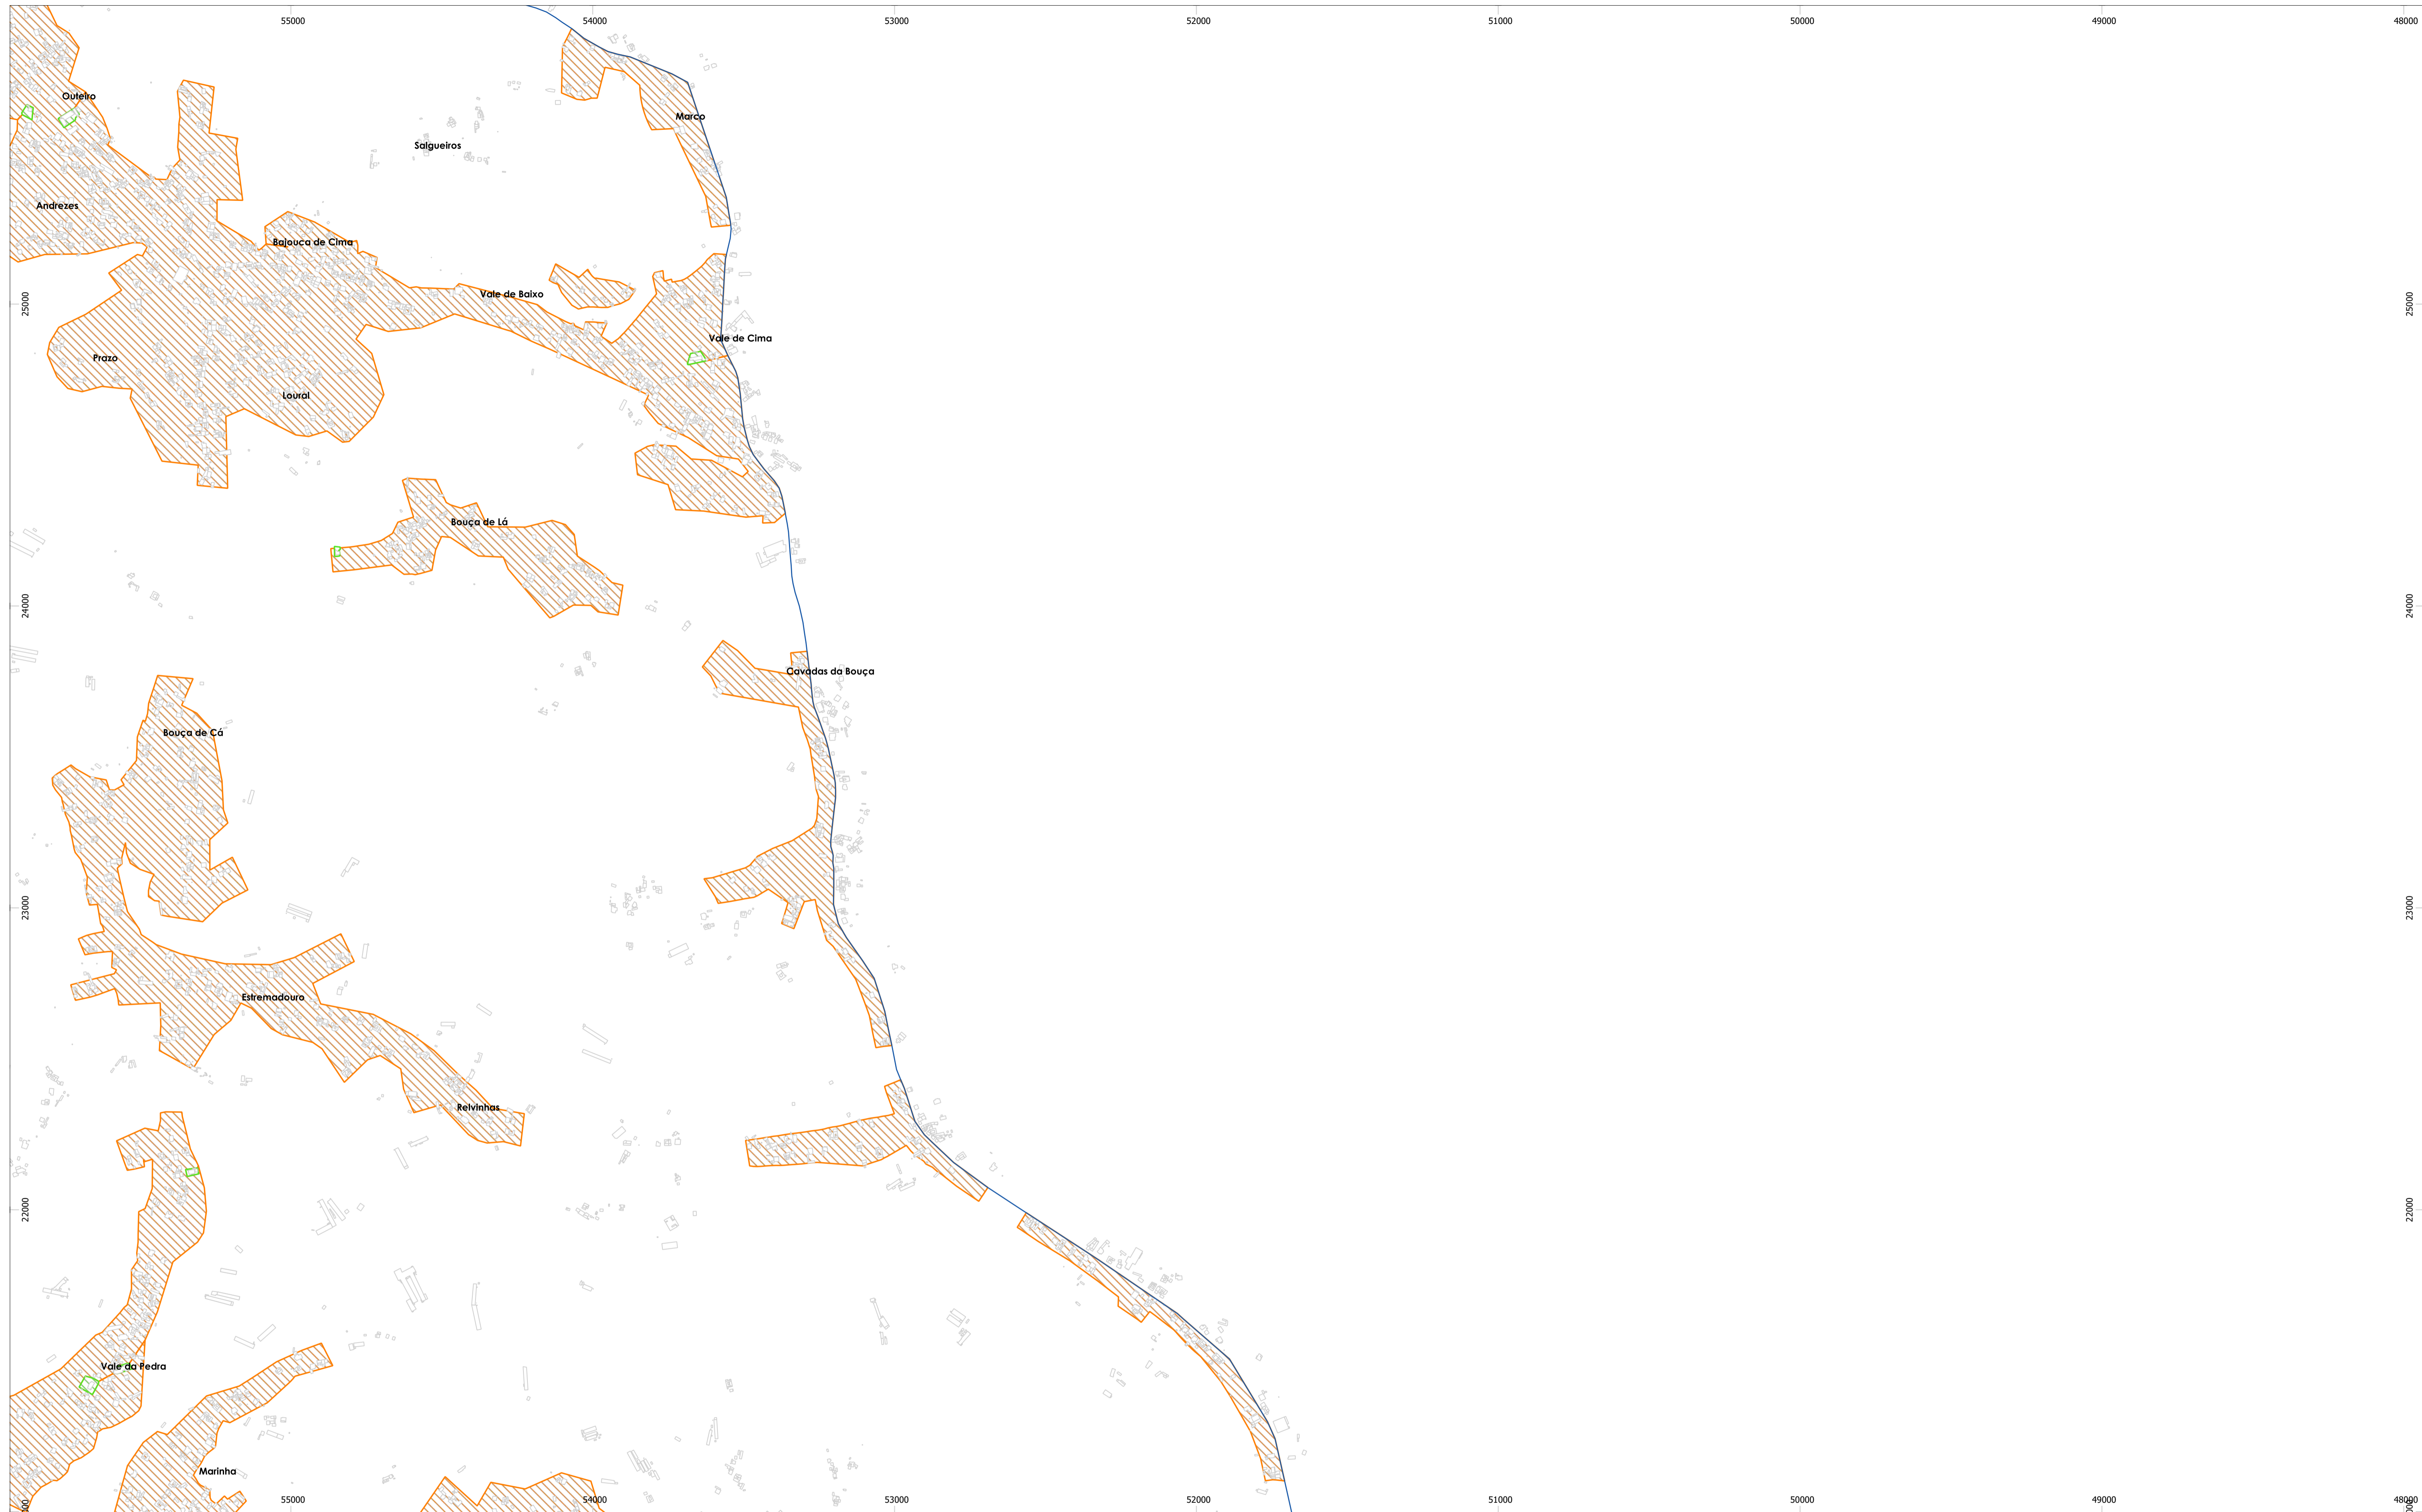 55000 54000 53000 52000 51000 50000 49000 48000
Outeiro
Marco
Salgueiros
Andrezes
Bajouca de Cima
Vale de Baixo
25000 25000
Vale de Cima
Prazo
Loural
Bouça de Lá
24000 24000
Cavadas da Bouça
Bouça de Cá
23000 23000
Estremadouro
Relvinhas
22000 22000
Vale da Pedra
Marinha
55000 54000 53000 52000 51000 50000 49000 48000